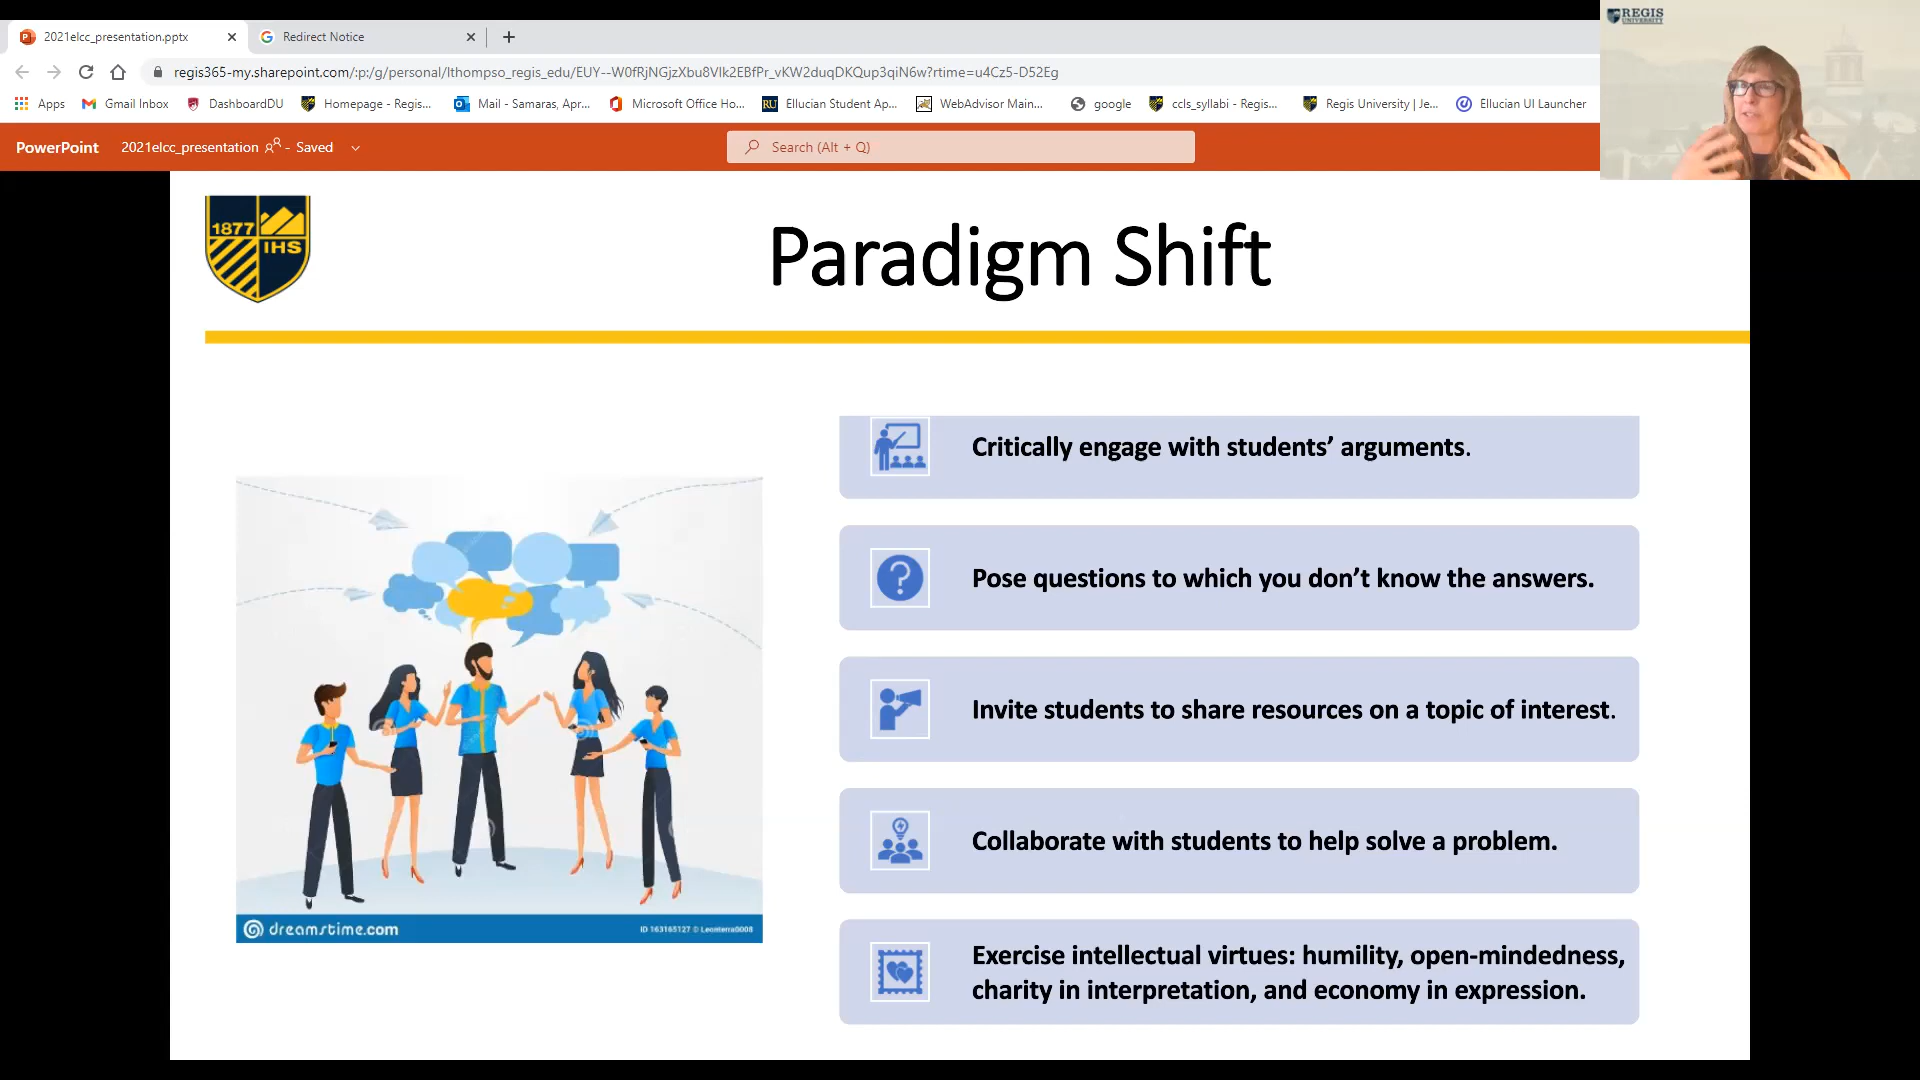 2021elcc_presentation.pptx
Redirect Notice
regis365-my.sharepoint.com/:p:/g/personal/lthompso_regis_edu/EUY--W0fRjNGjzXbu8Vlk2EBfPr_vKW2duqDKQup3qiN6w?rtime=u4Cz5-D52Eg
Apps
Gmail Inbox
DashboardDU
Homepage - Regis...
Mail - Samaras, Apr...
Microsoft Office Ho...
RU
Ellucian Student Ap...
WebAdvisor Main...
google
ccls_syllabi - Regis...
Regis University | Je...
Ellucian UI Launcher
REGIS
UNIVERSITY
PowerPoint
2021elcc_presentation - Saved
Search (Alt + Q)
1877
IHS
Paradigm Shift
Critically engage with students’ arguments.
Pose questions to which you don’t know the answers.
Invite students to share resources on a topic of interest.
Collaborate with students to help solve a problem.
Exercise intellectual virtues: humility, open-mindedness,
charity in interpretation, and economy in expression.
dreamstime.com
ID 163165127 © Leonterra0008